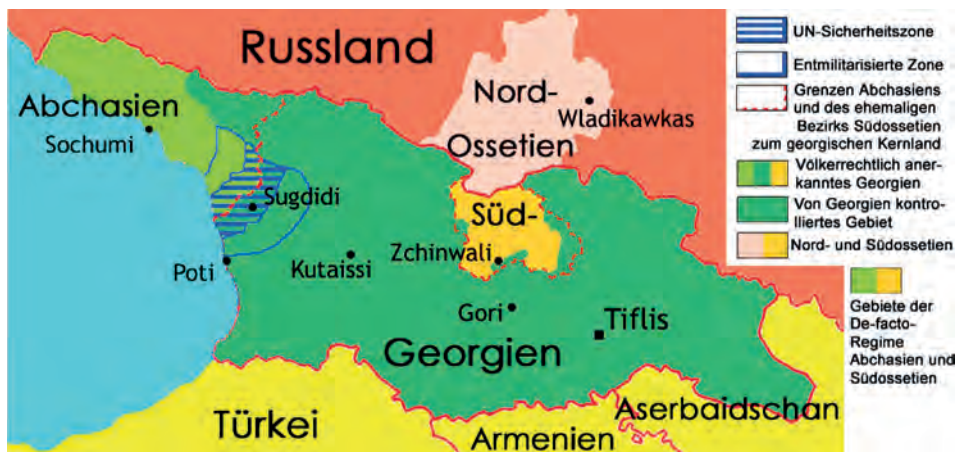 Russland
Abchasien
Sochumi
Nord-
Wladikawkas
Ossetien
Sugdidi
Süd-
Poti
Kutaissi
Zchinwali
Gori
Tiflis
Georgien
Türkei
Armenien
Aserbaidschan
UN-Sicherheitszone
Entmilitarisierte Zone
Grenzen Abchasiens
und des ehemaligen
Bezirks Südossetien
zum georgischen Kernland
Völkerrechtlich aner-
kanntes Georgien
Von Georgien kontrol-
liertes Gebiet
Nord- und Südossetien
Gebiete der
De-facto-
Regime
Abchasien und
Südossetien